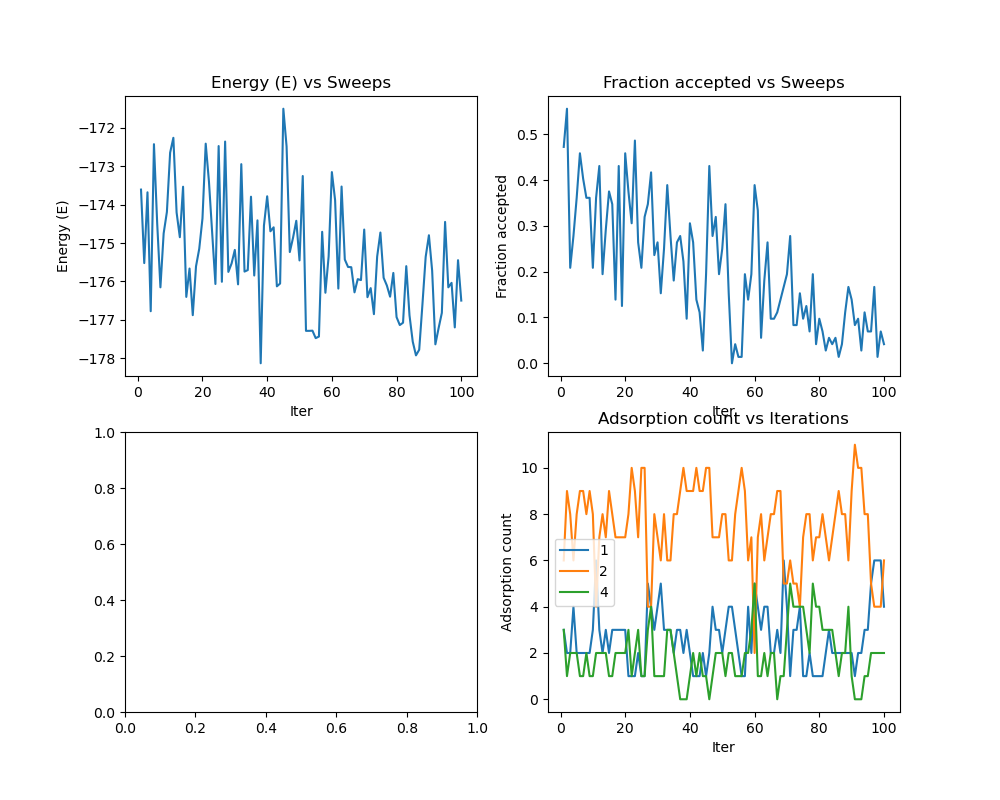 Energy (E) vs Sweeps
Energy (E)
−172
−173
−174
−175
−176
−177
−178
0 20 40 60 80 100
Iter
Fraction accepted vs Sweeps
Fraction accepted
0.5
0.4
0.3
0.2
0.1
0.0
0 20 40 60 80 100
Iter
1.0
0.8
0.6
0.4
0.2
0.0
0.0 0.2 0.4 0.6 0.8 1.0
Adsorption count vs Iterations
Adsorption count
10
8
6
4
2
0
1
2
4
0 20 40 60 80 100
Iter